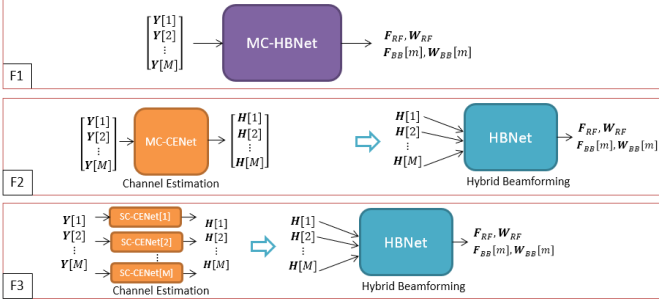 Y[1]
Y[2]
⋮
Y[M]
MC-HBNet
F_RF, W_RF
F_BB[m], W_BB[m]
F1
Y[1]
Y[2]
⋮
Y[M]
MC-CENet
Channel Estimation
H[1]
H[2]
⋮
H[M]
H[1]
H[2]
⋮
H[M]
HBNet
Hybrid Beamforming
F_RF, W_RF
F_BB[m], W_BB[m]
F2
Y[1]
Y[2]
⋮
Y[M]
SC-CENet[1]
SC-CENet[2]
⋮
SC-CENet[M]
Channel Estimation
H[1]
H[2]
⋮
H[M]
H[1]
H[2]
⋮
H[M]
HBNet
Hybrid Beamforming
F_RF, W_RF
F_BB[m], W_BB[m]
F3